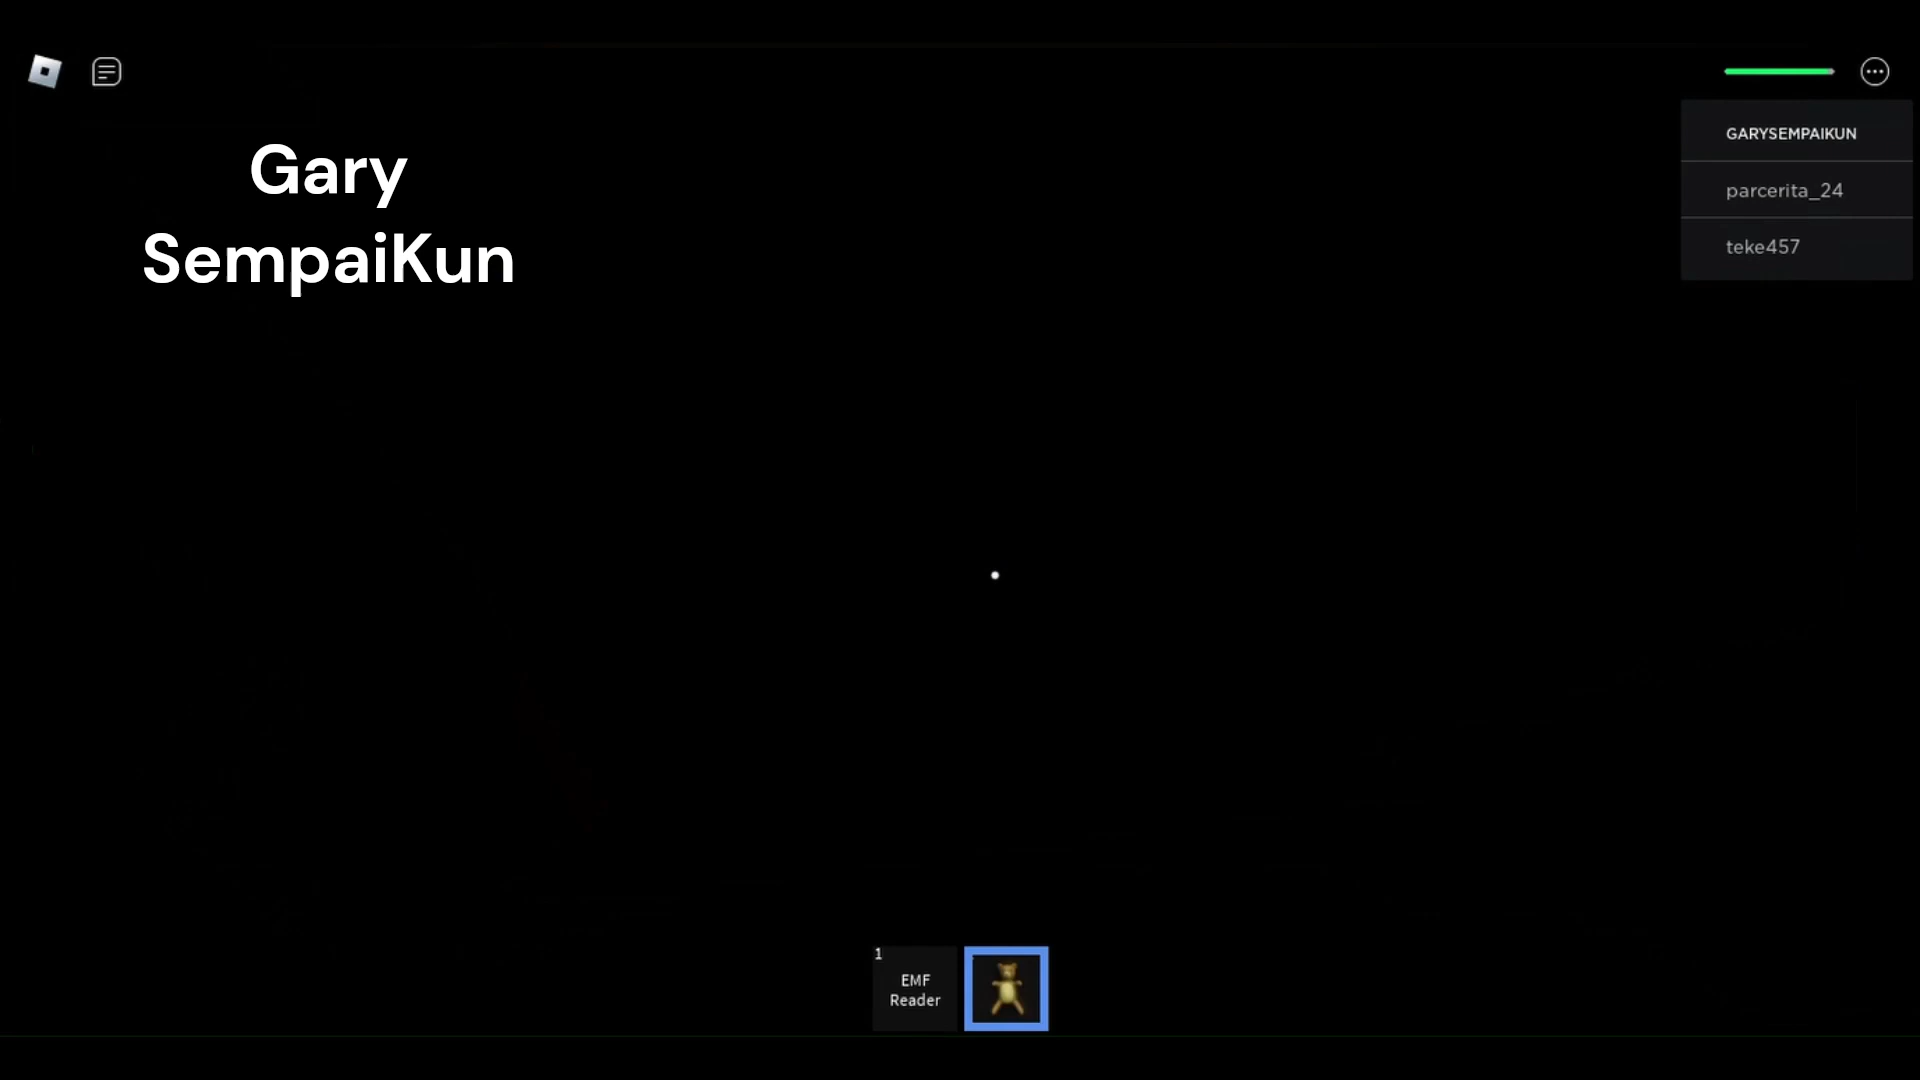 Gary
SempaiKun
GARYSEMPAIKUN
parcerita_24
teke457
1
EMF
Reader